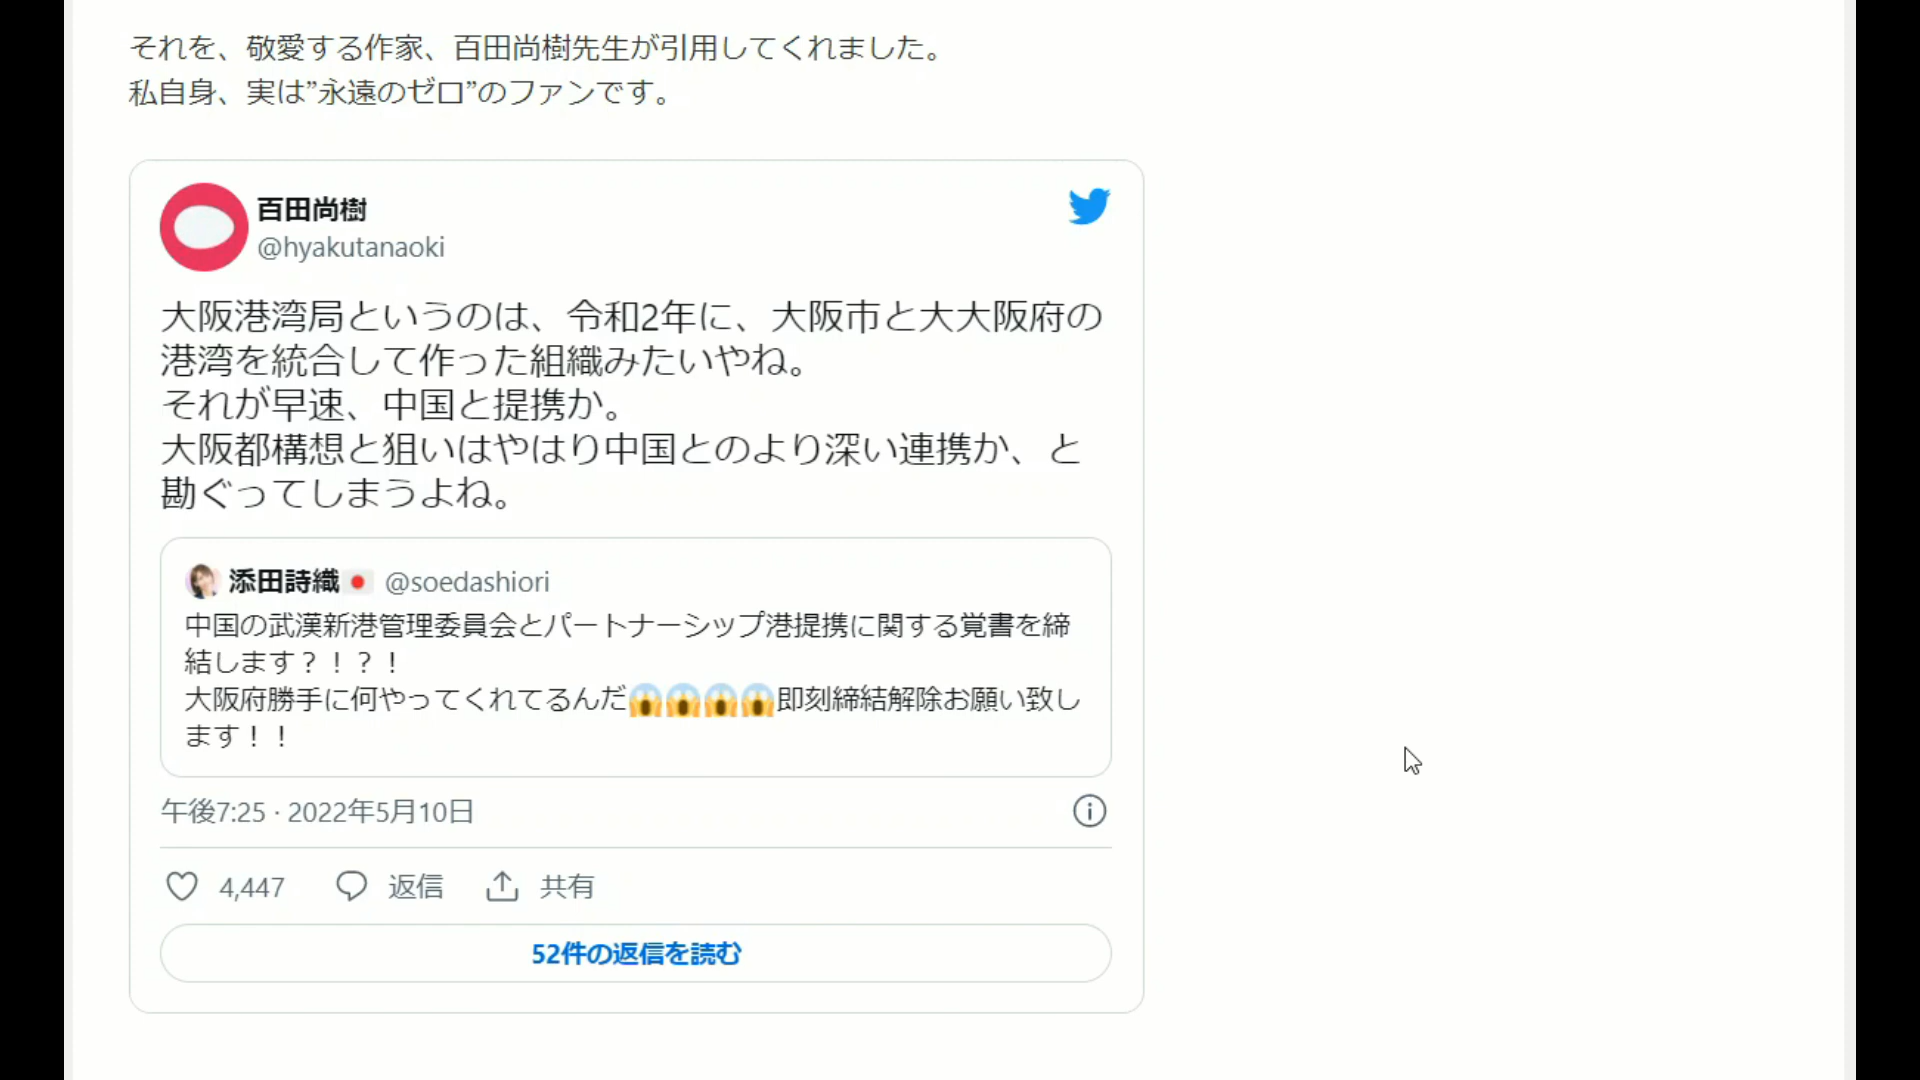 それを、敬愛する作家、百田尚樹先生が引用してくれました。
私自身、実は”永遠のゼロ”のファンです。
百田尚樹
@hyakutanaoki
大阪港湾局というのは、令和2年に、大阪市と大大阪府の
港湾を統合して作った組織みたいやね。
それが早速、中国と提携か。
大阪都構想と狙いはやはり中国とのより深い連携か、と
勘ぐってしまうよね。
添田詩織🇯🇵 @soedashiori
中国の武漢新港管理委員会とパートナーシップ港提携に関する覚書を締
結します？！？！
大阪府勝手に何やってくれてるんだ😱😱😱😱即刻締結解除お願い致し
ます！！
午後7:25 · 2022年5月10日
4,447 返信 共有
52件の返信を読む